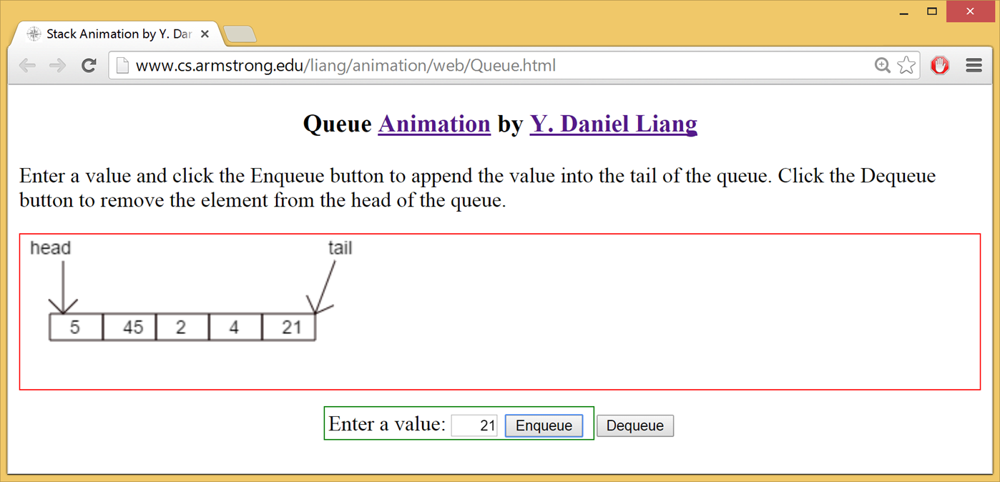 Stack Animation by Y. Dar
www.cs.armstrong.edu/liang/animation/web/Queue.html
Queue Animation by Y. Daniel Liang
Enter a value and click the Enqueue button to append the value into the tail of the queue. Click the Dequeue
button to remove the element from the head of the queue.
head tail
5 45 2 4 21
Enter a value: 21 Enqueue Dequeue